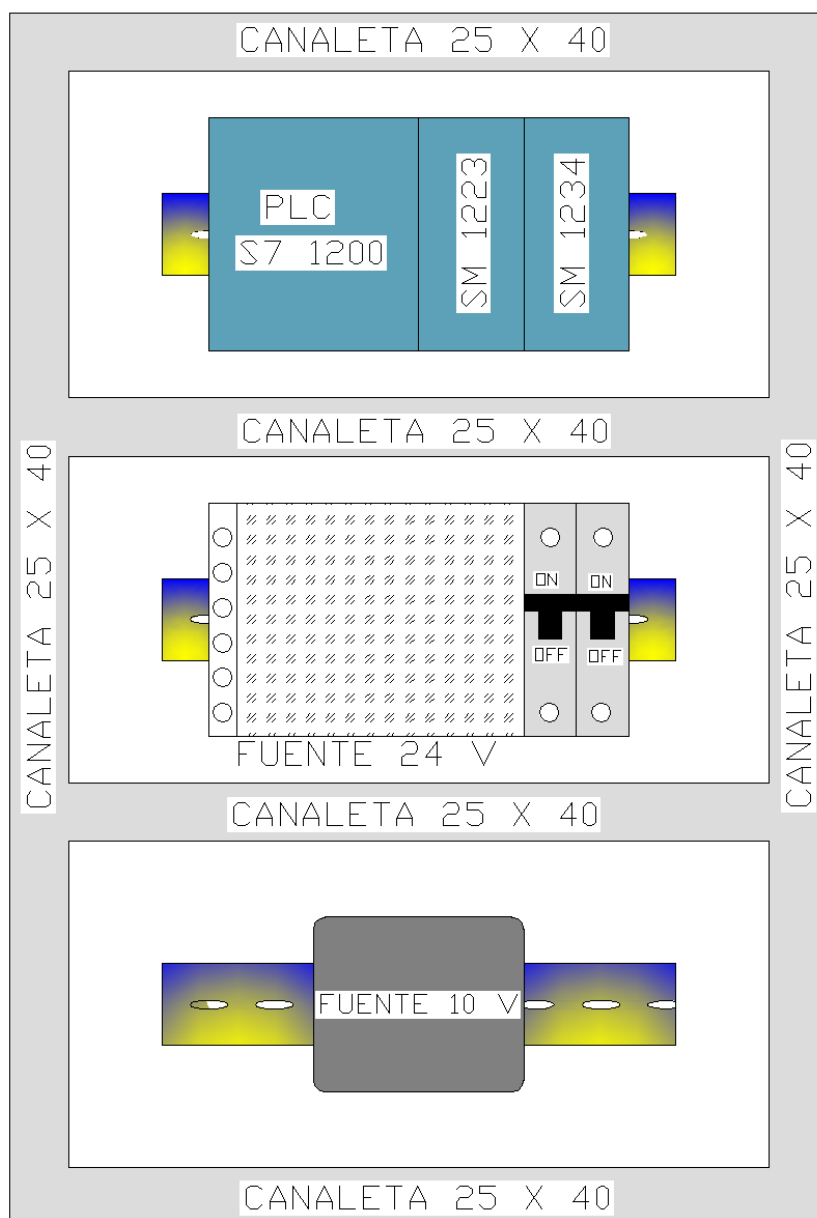 CANALETA 25 X 40
PLC
S7 1200
SM 1223
SM 1234
CANALETA 25 X 40
CANALETA 25 X 40
CANALETA 25 X 40
ON
ON
OFF
OFF
FUENTE 24 V
CANALETA 25 X 40
FUENTE 10 V
CANALETA 25 X 40